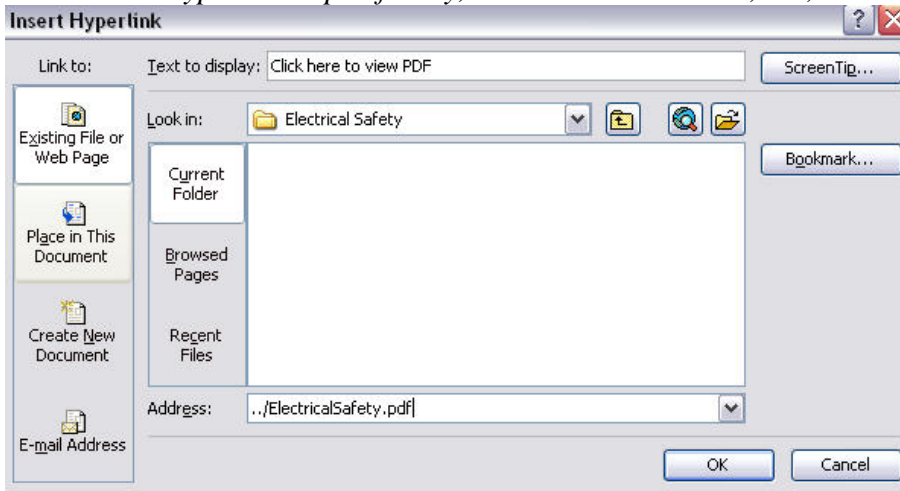 Insert Hyperlink
Link to:
Text to display: Click here to view PDF
ScreenTip...
Existing File or
Web Page
Look in: Electrical Safety
Bookmark...
Current
Folder
Place in This
Document
Browsed
Pages
Create New
Document
Recent
Files
Address: ../ElectricalSafety.pdf
E-mail Address
OK
Cancel